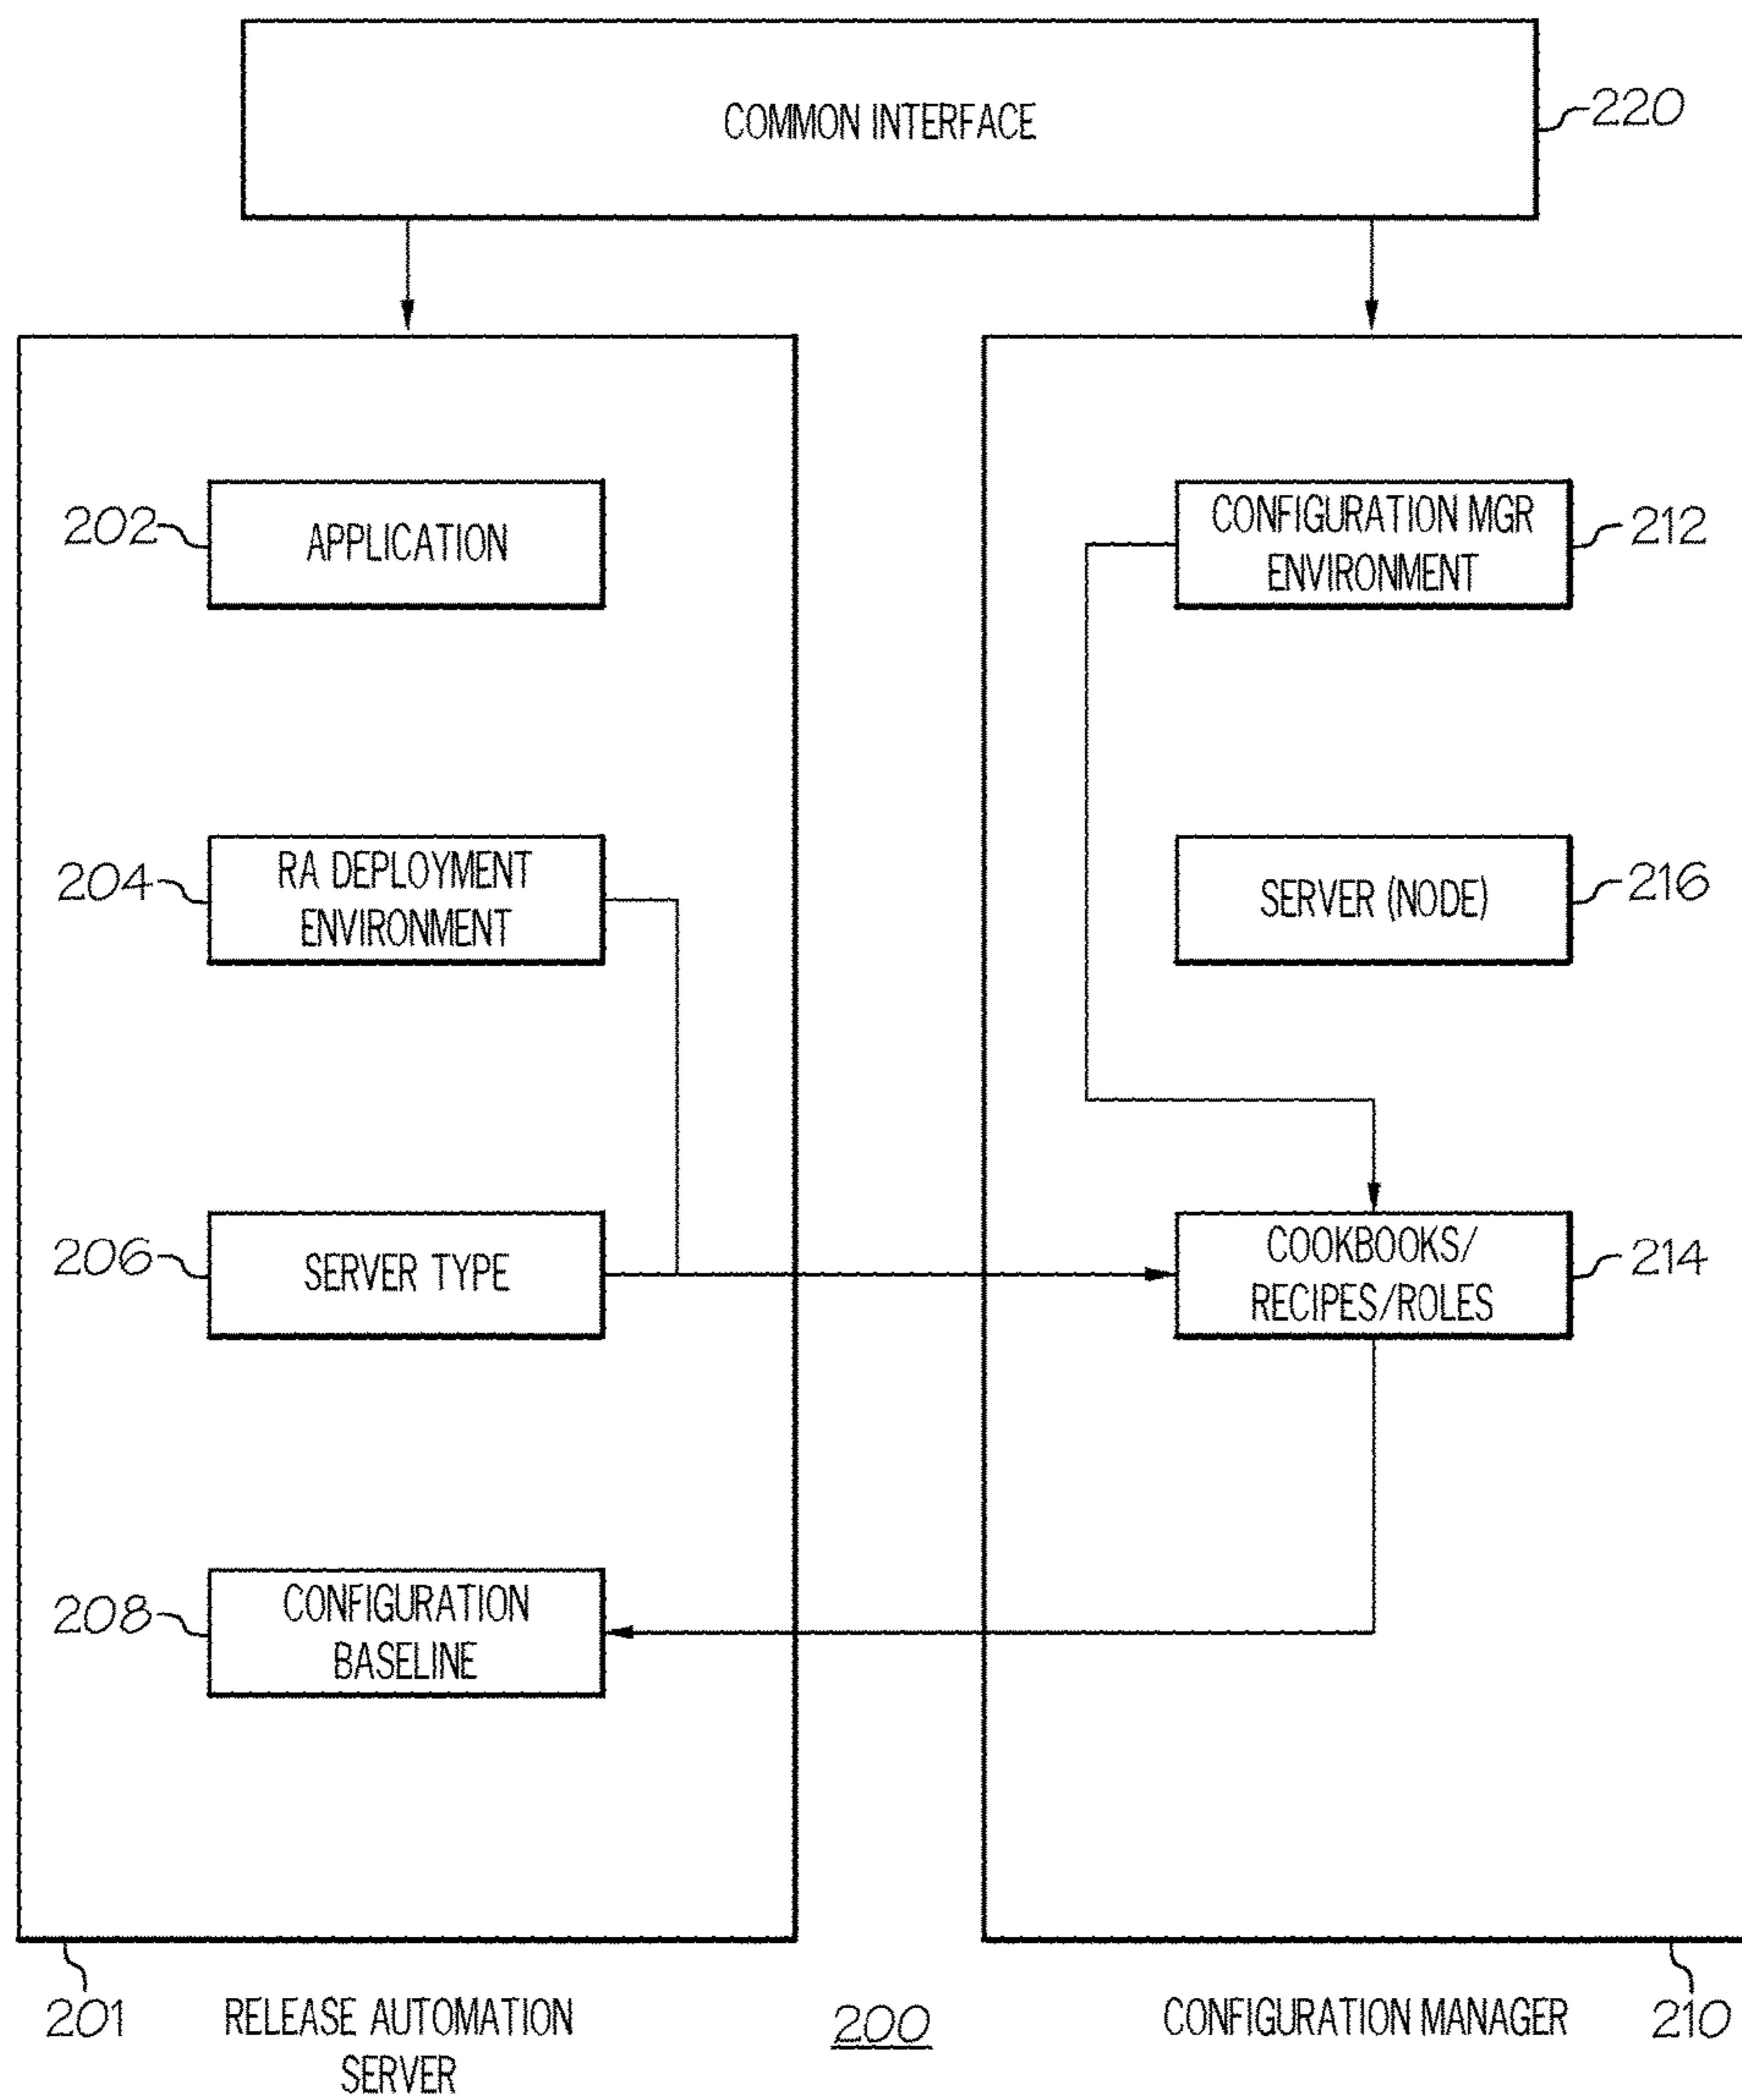 COMMON INTERFACE
220
202
APPLICATION
CONFIGURATION MGR
ENVIRONMENT
212
204
RA DEPLOYMENT
ENVIRONMENT
SERVER (NODE)
216
206
SERVER TYPE
COOKBOOKS/
RECIPES/ROLES
214
208
CONFIGURATION
BASELINE
201
RELEASE AUTOMATION
SERVER
200
CONFIGURATION MANAGER
210